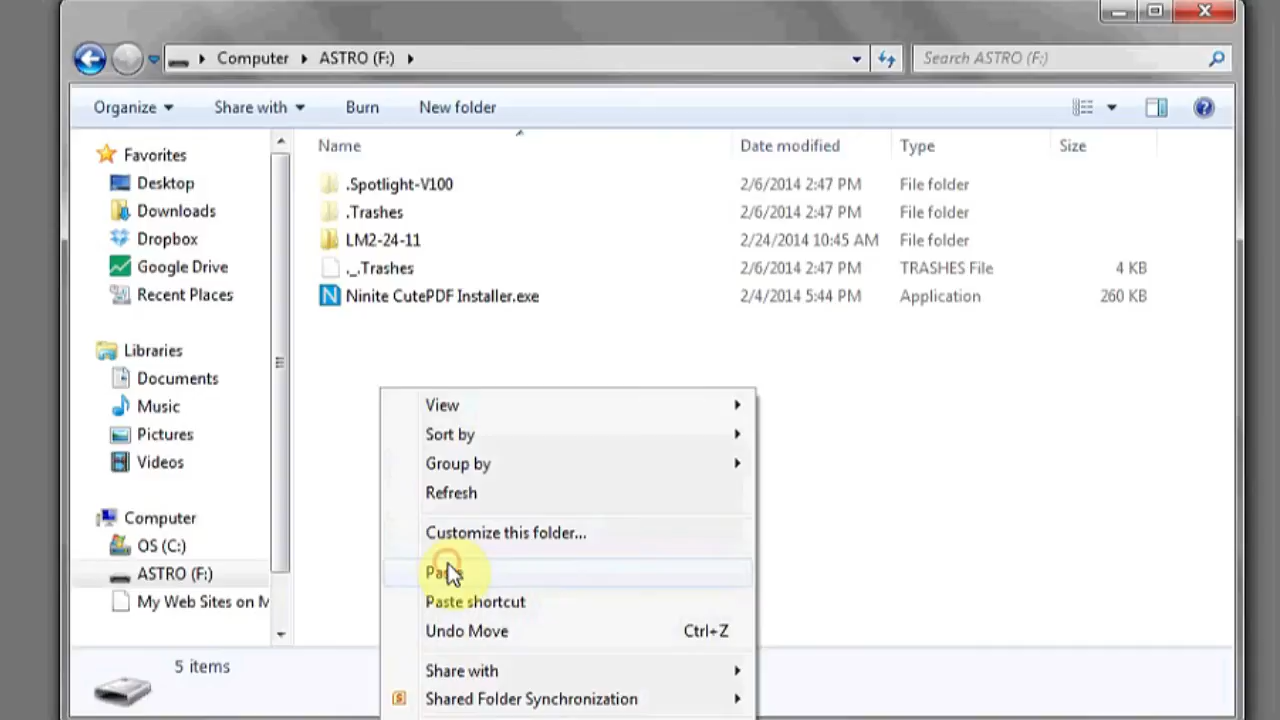 Computer ASTRO (F:) Search ASTRO (F:)
Organize Share with Burn New folder
Name Date modified Type Size
Favorites
Desktop
Downloads
Dropbox
Google Drive
Recent Places
Libraries
Documents
Music
Pictures
Videos
Computer
OS (C:)
ASTRO (F:)
My Web Sites on M
.Spotlight-V100 2/6/2014 2:47 PM File folder
.Trashes 2/6/2014 2:47 PM File folder
LM2-24-11 2/24/2014 10:45 AM File folder
._.Trashes 2/6/2014 2:47 PM TRASHES File 4 KB
Ninite CutePDF Installer.exe 2/4/2014 5:44 PM Application 260 KB
View
Sort by
Group by
Refresh
Customize this folder...
Paste
Paste shortcut
Undo Move Ctrl+Z
Share with
Shared Folder Synchronization
5 items